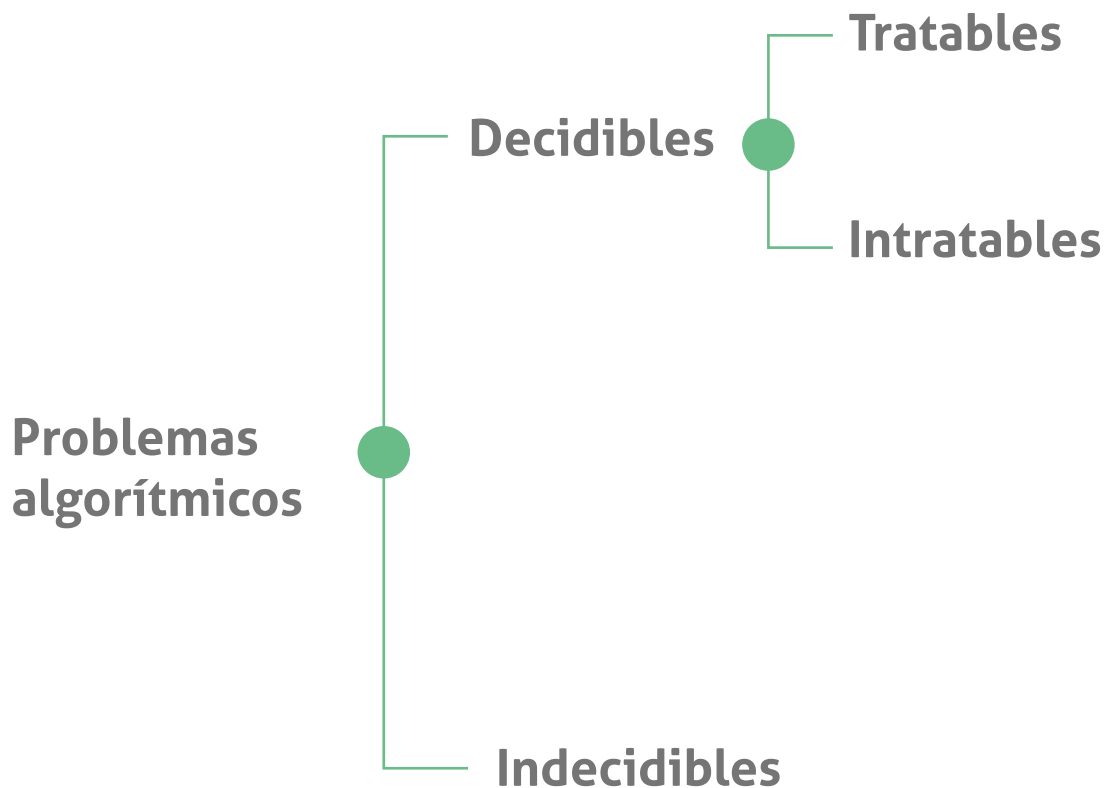 Tratables
Decidibles
Intratables
Problemas
algorítmicos
Indecidibles